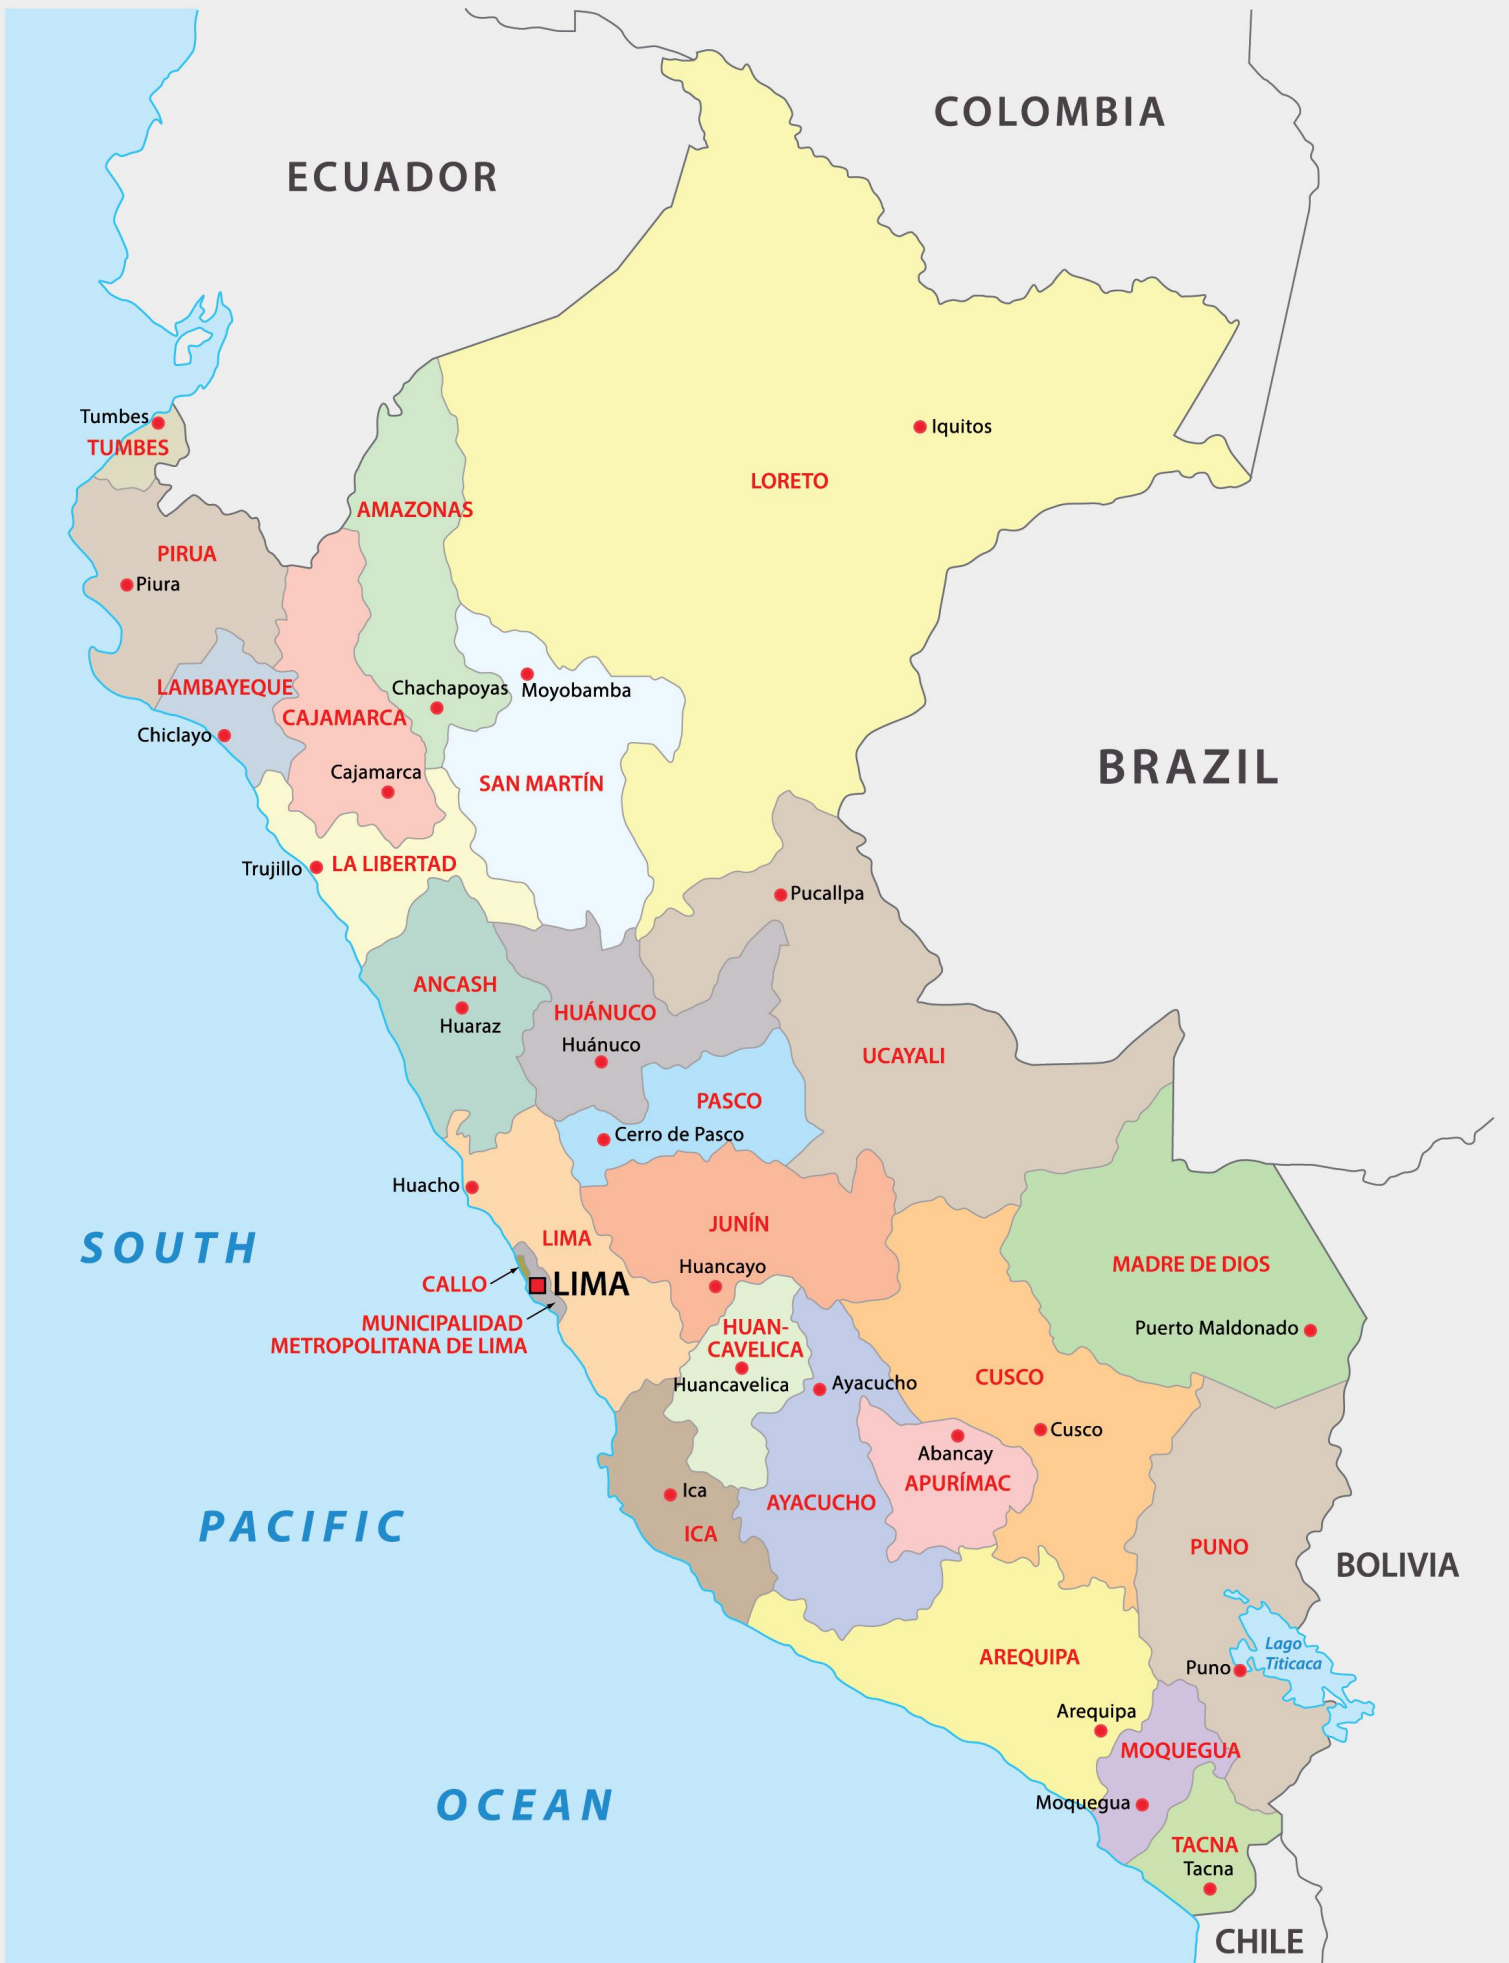 COLOMBIA
ECUADOR
Tumbes
TUMBES
Iquitos
LORETO
AMAZONAS
PIRUA
Piura
LAMBAYEQUE
Chachapoyas
Moyobamba
CAJAMARCA
Chiclayo
Cajamarca
SAN MARTÍN
BRAZIL
Trujillo
LA LIBERTAD
Pucallpa
ANCASH
Huaraz
HUÁNUCO
Huánuco
UCAYALI
PASCO
Cerro de Pasco
Huacho
SOUTH
LIMA
JUNÍN
Huancayo
MADRE DE DIOS
CALLO
LIMA
MUNICIPALIDAD
METROPOLITANA DE LIMA
HUAN-
CAVELICA
Huancavelica
Puerto Maldonado
Ayacucho
CUSCO
Cusco
Abancay
APURÍMAC
Ica
ICA
AYACUCHO
PACIFIC
PUNO
BOLIVIA
Lago
Titicaca
AREQUIPA
Puno
Arequipa
MOQUEGUA
Moquegua
OCEAN
TACNA
Tacna
CHILE